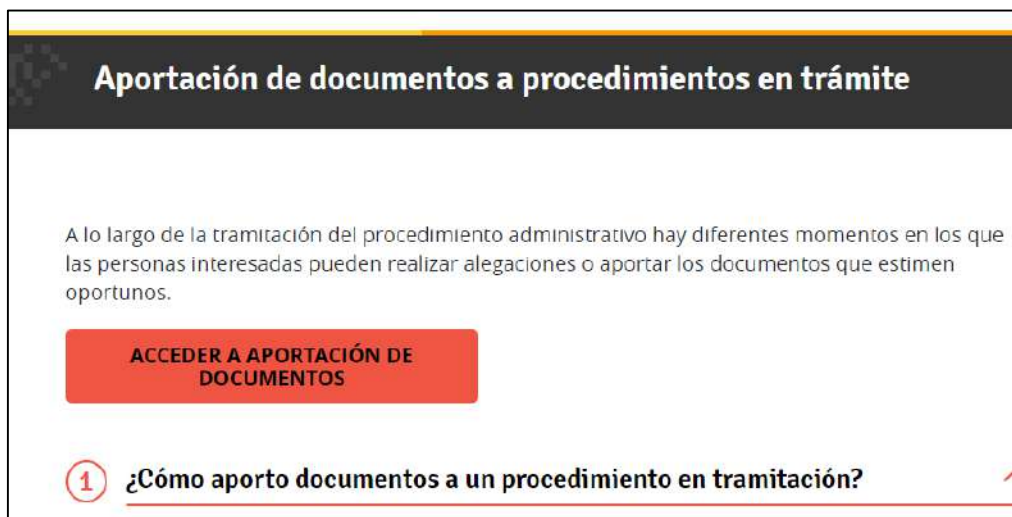 Aportación de documentos a procedimientos en trámite
A lo largo de la tramitación del procedimiento administrativo hay diferentes momentos en los que
las personas interesadas pueden realizar alegaciones o aportar los documentos que estimen
oportunos.
ACCEDER A APORTACIÓN DE
DOCUMENTOS
1 ¿Cómo aporto documentos a un procedimiento en tramitación?